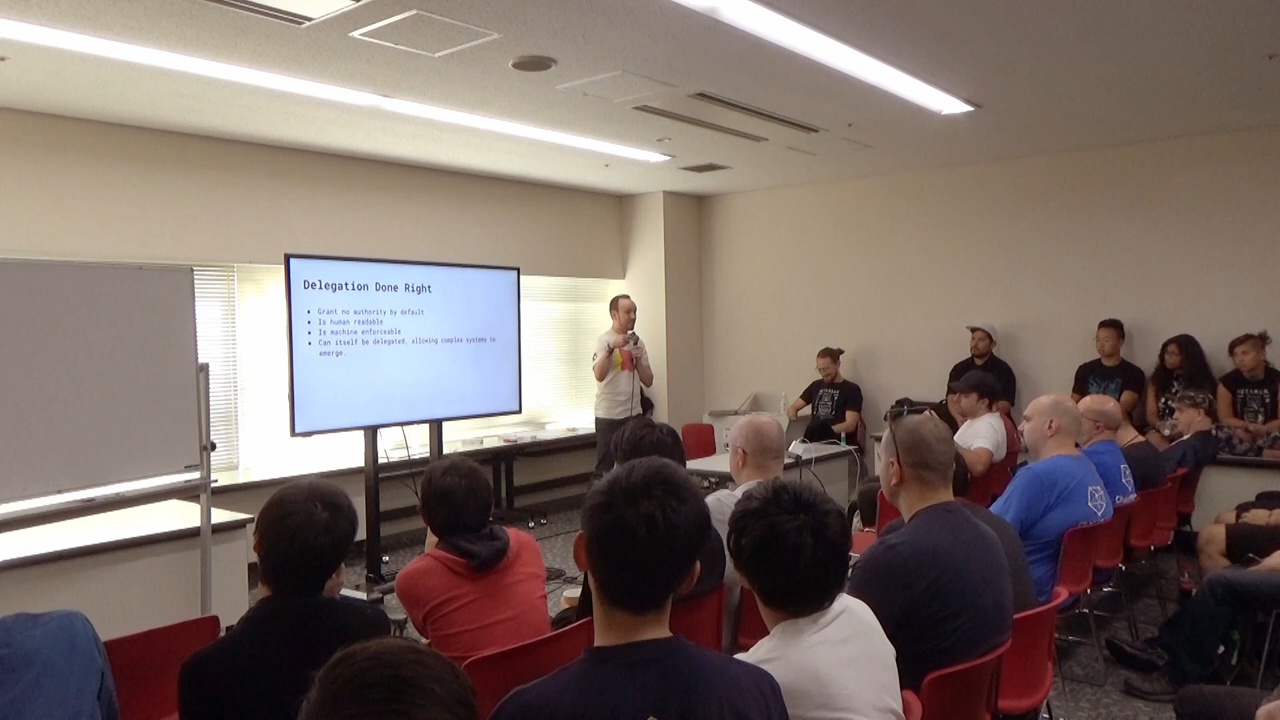 Delegation Done Right
• Grant no authority by default
• Is human readable
• Is machine enforceable
• Can itself be delegated, allowing complex systems to
emerge.